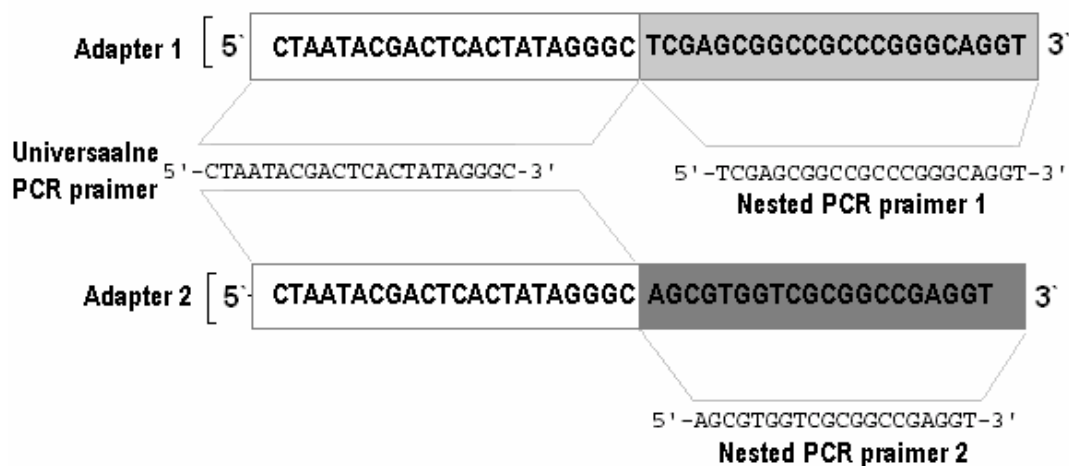 Adapter 1 [ 5` CTAATACGACTCACTATAGGGC TCGAGCGGCCGCCCGGGCAGGT 3`
Universaalne
PCR praimer
5'-CTAATACGACTCACTATAGGGC-3'
5'-TCGAGCGGCCGCCCGGGCAGGT-3'
Nested PCR praimer 1
Adapter 2 [ 5`- CTAATACGACTCACTATAGGGC AGCGTGGTCGCGGCCGAGGT 3`
5'-AGCGTGGTCGCGGCCGAGGT-3'
Nested PCR praimer 2